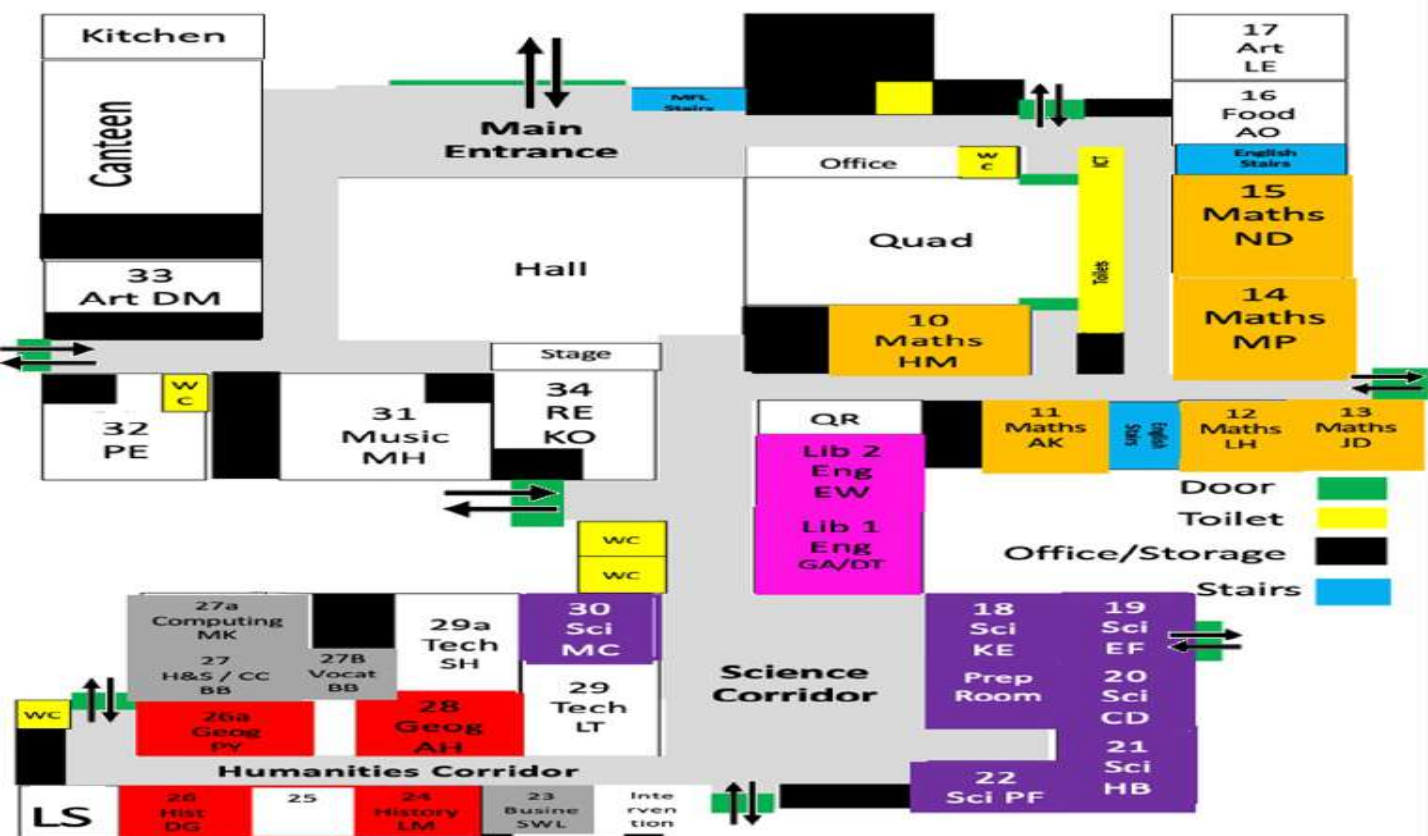 Kitchen
Canteen
33
Art DM
Main
Entrance
MFL
Stairs
Office
W
C
17
Art
LE
16
Food
AO
English
Stairs
Hall
Quad
Toilets
15
Maths
ND
14
Maths
MP
10
Maths
HM
Stage
34
RE
KO
W
C
32
PE
31
Music
MH
QR
Lib 2
Eng
EW
Lib 1
Eng
GA/DT
11
Maths
AK
English
Stairs
12
Maths
LH
13
Maths
JD
Door
Toilet
Office/Storage
Stairs
WC
WC
27a
Computing
MK
27
H&S / CC
BB
27B
Vocat
BB
29a
Tech
SH
30
Sci
MC
29
Tech
LT
Science
Corridor
18
Sci
KE
Prep
Room
19
Sci
EF
20
Sci
CD
21
Sci
HB
22
Sci PF
WC
26a
Geog
PY
28
Geog
AH
Humanities Corridor
LS
26
Hist
DG
25
24
History
LM
23
Busine
SWL
Inte
rven
tion